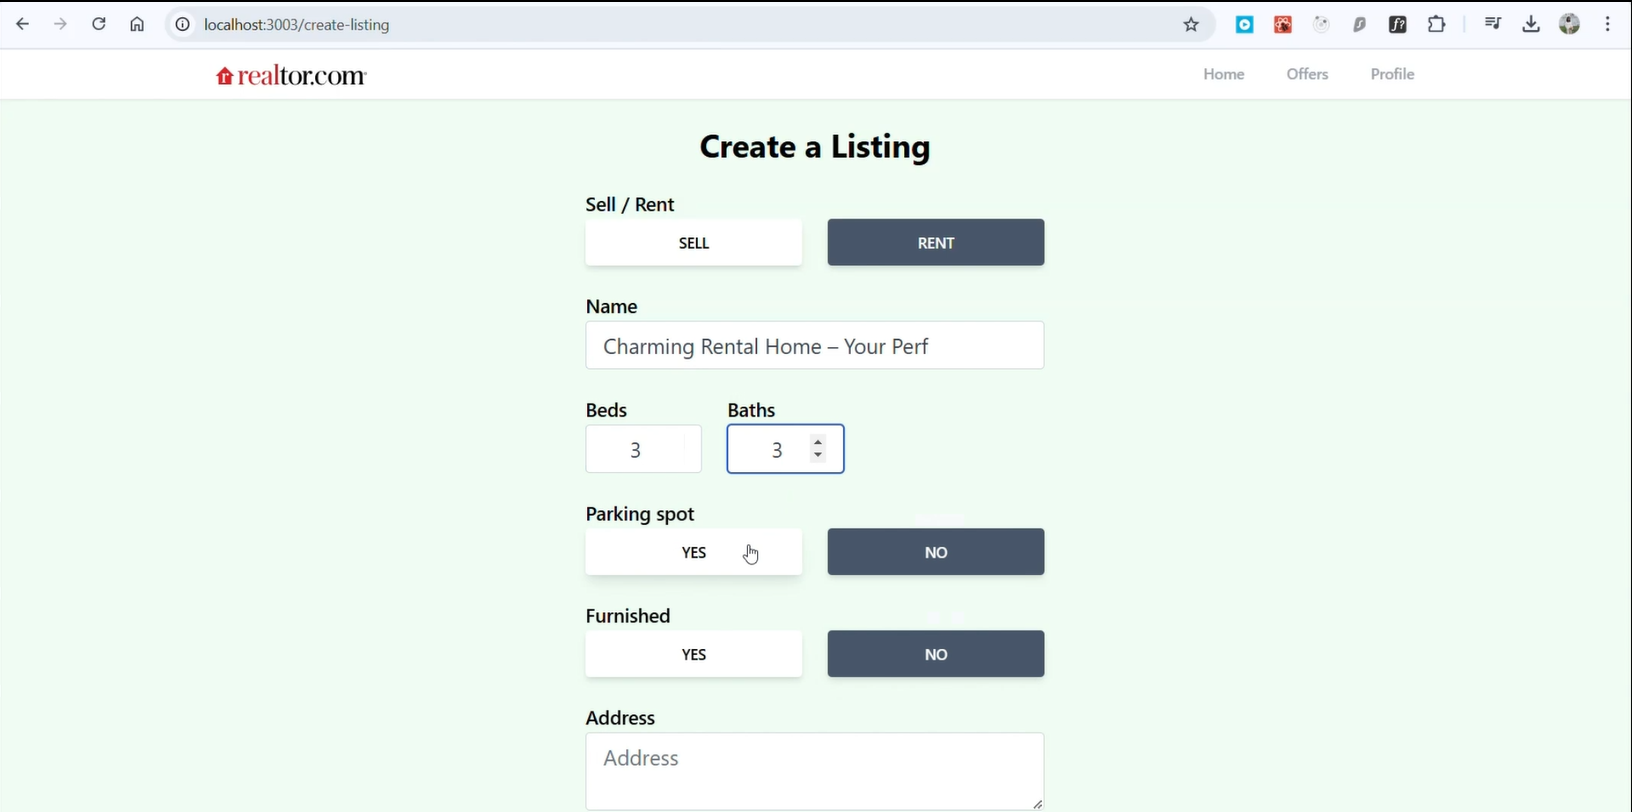 localhost:3003/create-listing
realtor.com
Home Offers Profile
Create a Listing
Sell / Rent
SELL RENT
Name
Charming Rental Home – Your Perf
Beds Baths
3 3
Parking spot
YES NO
Furnished
YES NO
Address
Address